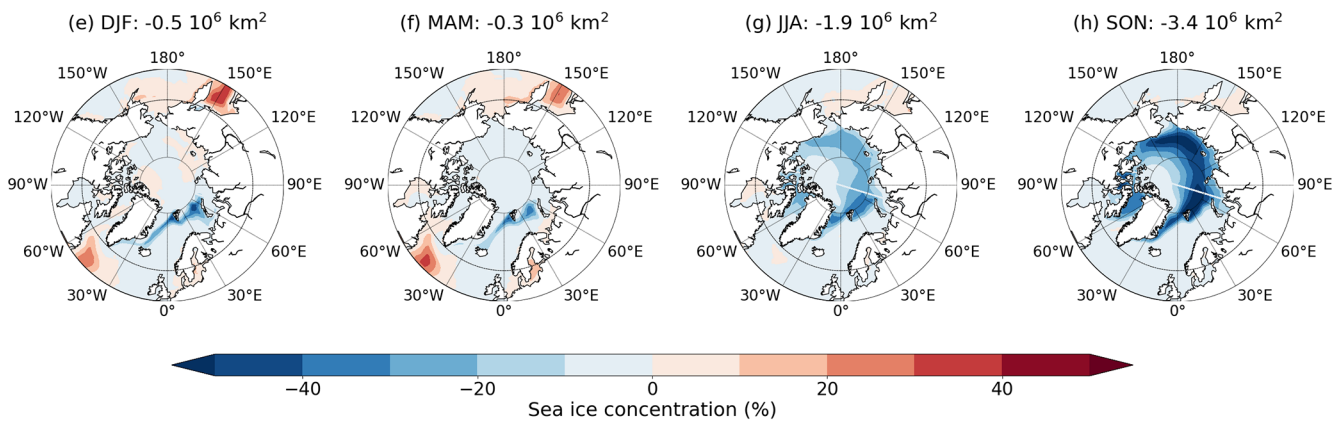 (e) DJF: -0.5 10⁶ km²
(f) MAM: -0.3 10⁶ km²
(g) JJA: -1.9 10⁶ km²
(h) SON: -3.4 10⁶ km²
180°
150°W
150°E
120°W
120°E
90°W
90°E
60°W
60°E
30°W
30°E
0°
180°
150°W
150°E
120°W
120°E
90°W
90°E
60°W
60°E
30°W
30°E
0°
180°
150°W
150°E
120°W
120°E
90°W
90°E
60°W
60°E
30°W
30°E
0°
180°
150°W
150°E
120°W
120°E
90°W
90°E
60°W
60°E
30°W
30°E
0°
−40
−20
0
20
40
Sea ice concentration (%)